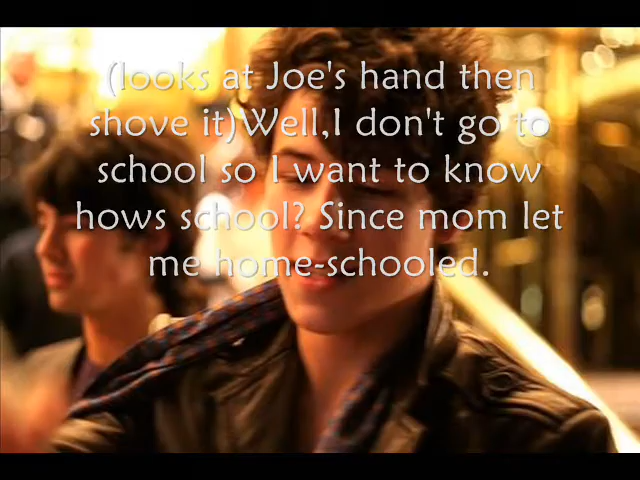 (looks at Joe's hand then
shove it)Well,I don't go to
school so I want to know
hows school? Since mom let
me home-schooled.